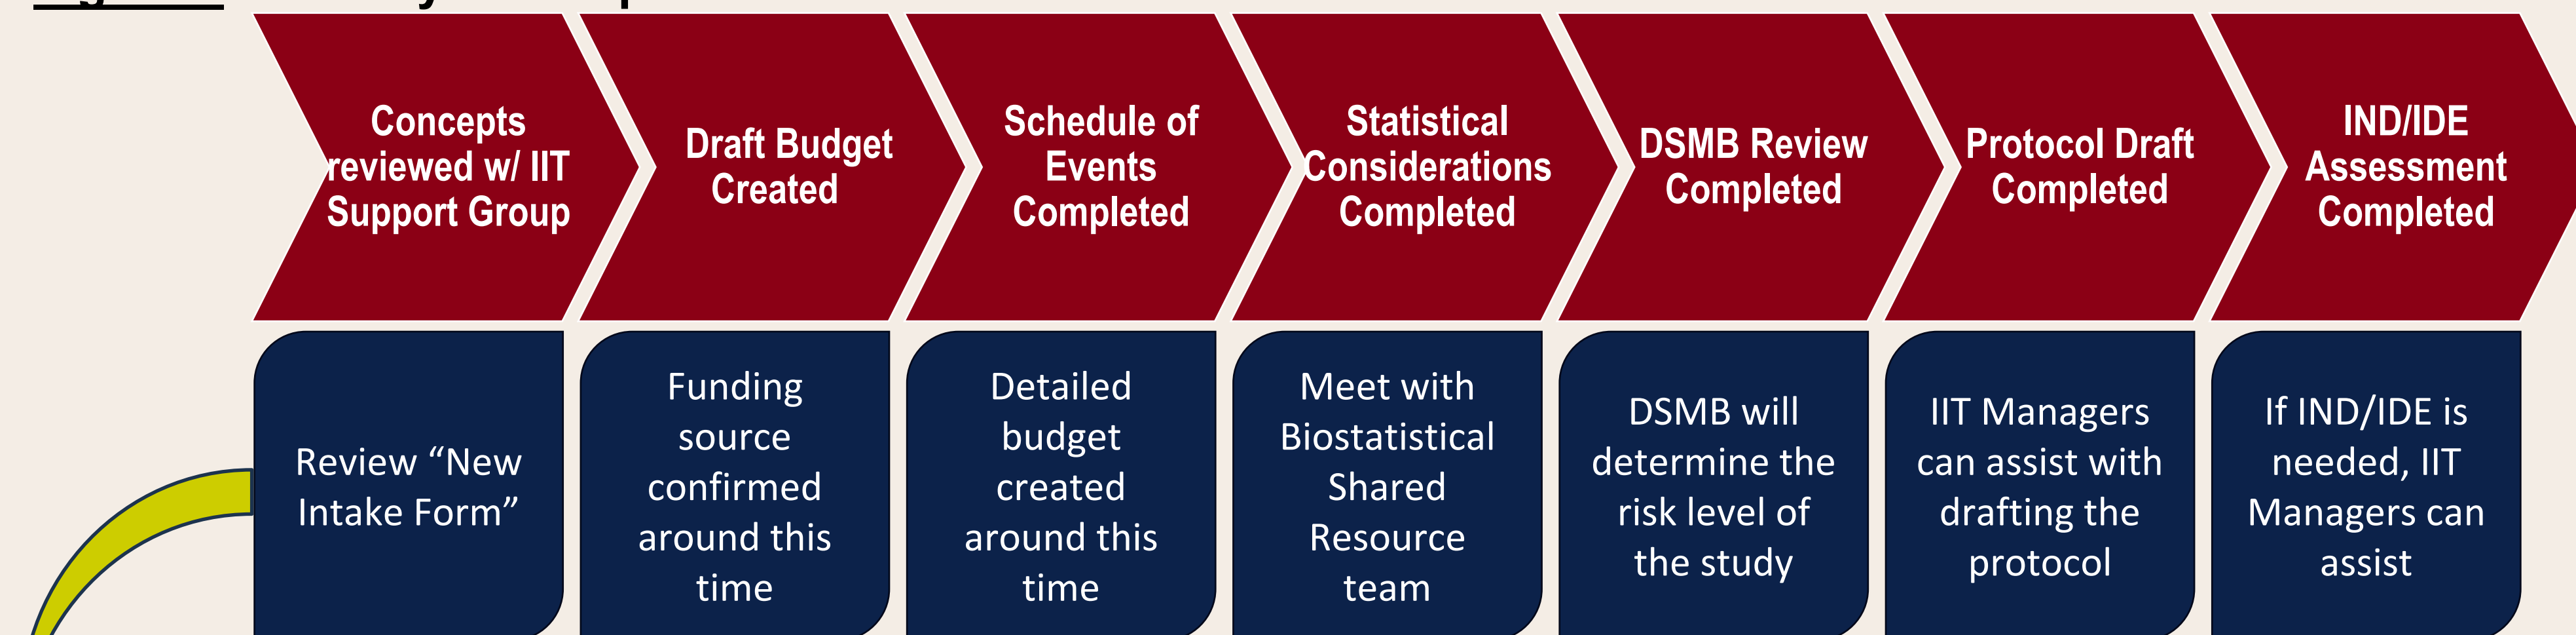 Concepts
reviewed w/ IIT
Support Group
Draft Budget
Created
Schedule of
Events
Completed
Statistical
Considerations
Completed
DSMB Review
Completed
Protocol Draft
Completed
IND/IDE
Assessment
Completed
Review “New
Intake Form”
Funding
source
confirmed
around this
time
Detailed
budget
created
around this
time
Meet with
Biostatistical
Shared
Resource
team
DSMB will
determine the
risk level of
the study
IIT Managers
can assist with
drafting the
protocol
If IND/IDE is
needed, IIT
Managers can
assist